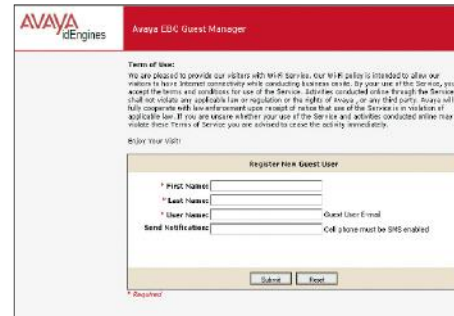 AVAYA
idEngines
Avaya EBC Guest Manager
Term of Use:
We are pleased to provide our visitors with Wi-Fi Service. Our Wi-Fi policy is intended to allow our
visitors to have Internet connectivity while conducting business onsite. By your use of the Service, you
accept the terms and conditions for use of the Service. Activities conducted online through the Service
shall not violate any applicable law or regulation or the rights of Avaya , or any third party. Avaya will
fully cooperate with law enforcement upon receipt of notice that use of the Service is in violation of
applicable law. If you are unsure whether your use of the Service and activities conducted online may
violate these Terms of Service you are advised to cease the activity immediately.
Enjoy Your Visit!
Register New Guest User
* First Name:
* Last Name:
* User Name: Guest User E-mail
Send Notification: Cell phone must be SMS enabled
Submit Reset
* Required